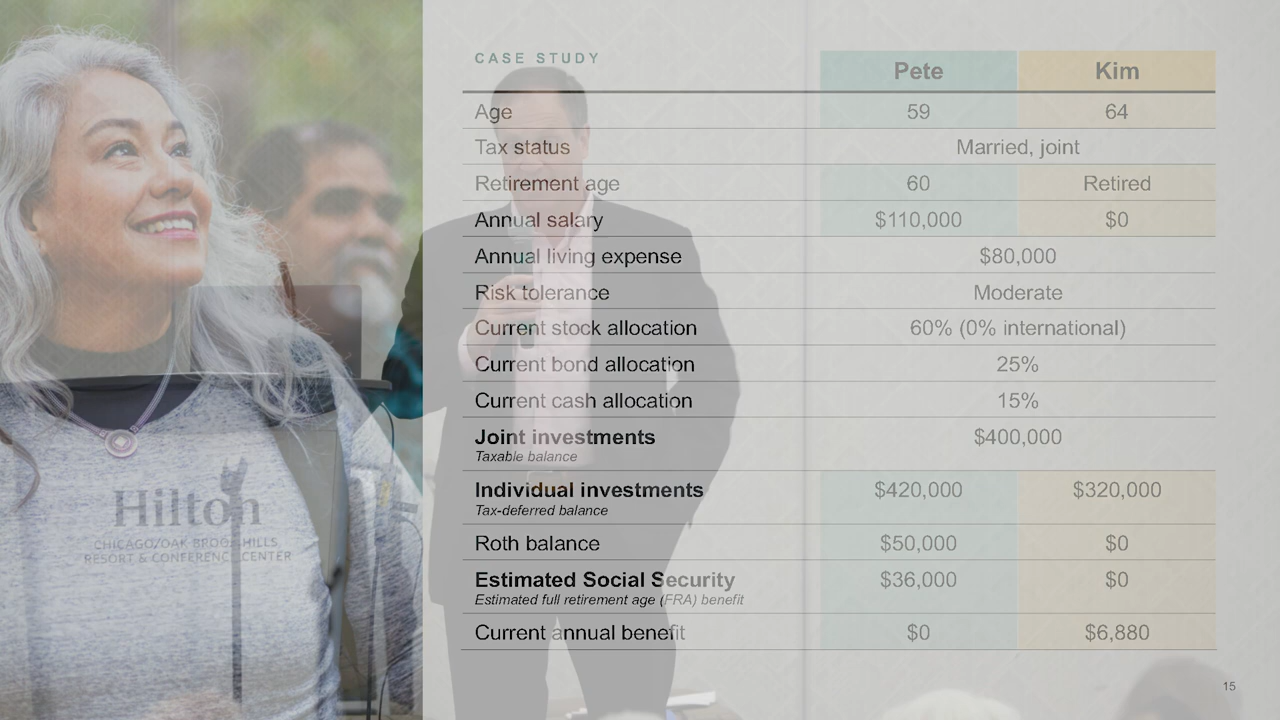 CASE STUDY
Pete Kim
Age 59 64
Tax status Married, joint
Retirement age 60 Retired
Annual salary $110,000 $0
Annual living expense $80,000
Risk tolerance Moderate
Current stock allocation 60% (0% international)
Current bond allocation 25%
Current cash allocation 15%
Joint investments $400,000
Taxable balance
Individual investments $420,000 $320,000
Tax-deferred balance
Roth balance $50,000 $0
Estimated Social Security $36,000 $0
Estimated full retirement age (FRA) benefit
Current annual benefit $0 $6,880
Hilton
CHICAGO/OAK BROOK HILLS
RESORT & CONFERENCE CENTER
15